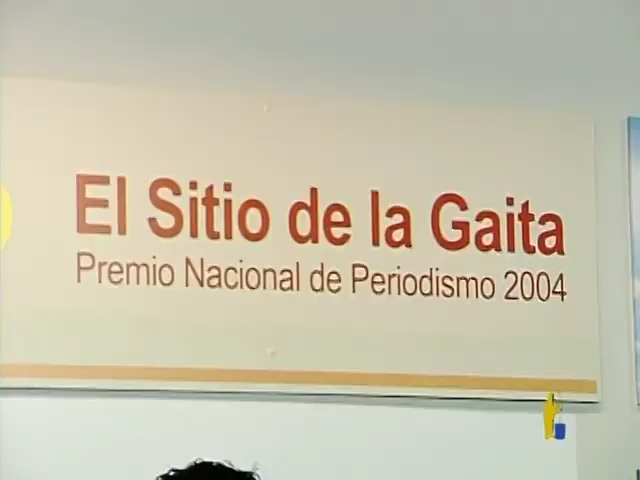 El Sitio de la Gaita
Premio Nacional de Periodismo 2004